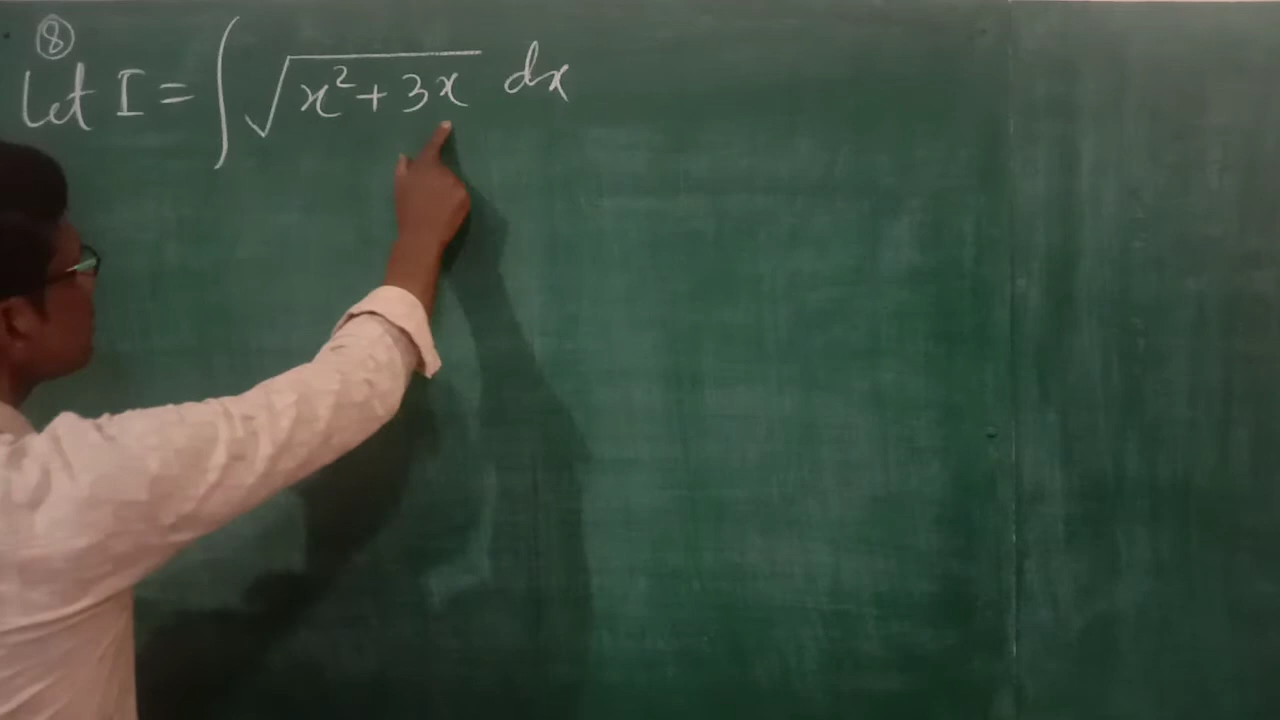 ⑧
Let I = ∫ √(x² + 3x) dx